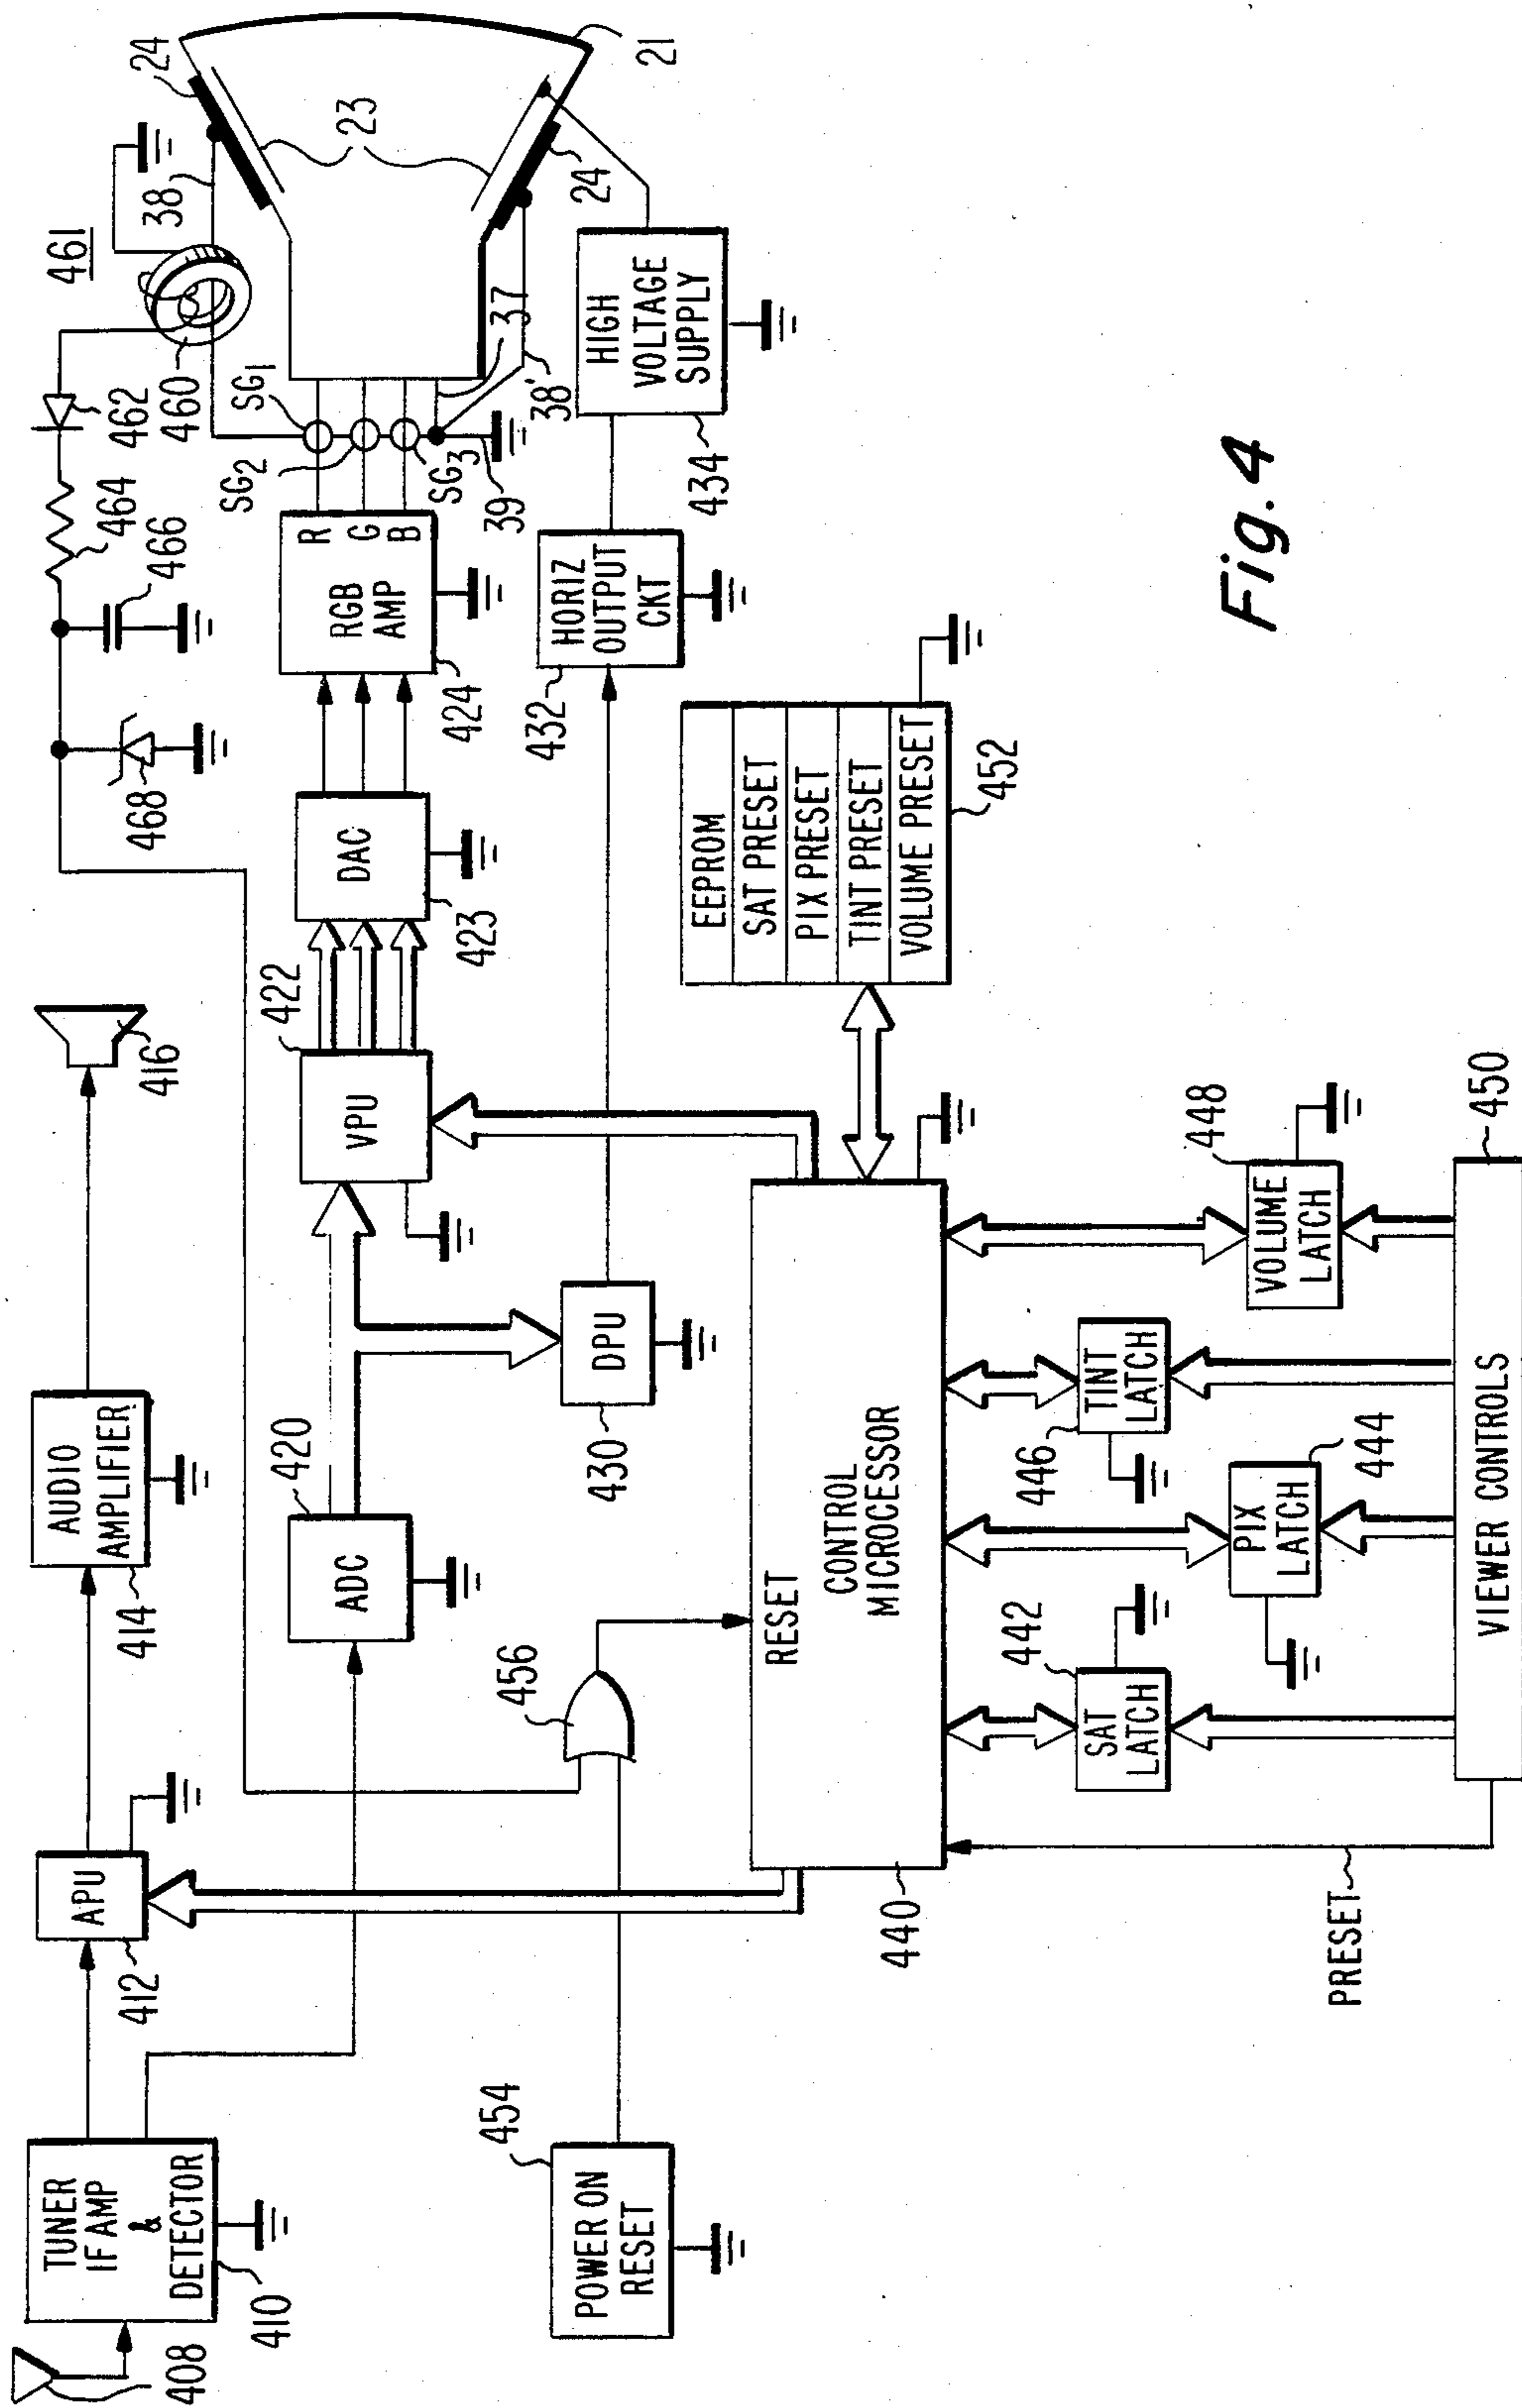 408
TUNER
IF AMP
&
DETECTOR
410
APU
412
AUDIO
AMPLIFIER
414
416
468
466
464
462
460
461
38
24
23
21
24
SG1
SG2
SG3
39
37
38'
ADC
420
VPU
422
DAC
423
RGB
AMP
R
G
B
424
DPU
430
HORIZ
OUTPUT
CKT
432
HIGH
VOLTAGE
SUPPLY
434
POWER ON
RESET
454
456
RESET
CONTROL
MICROCESSOR
440
EEPROM
SAT PRESET
PIX PRESET
TINT PRESET
VOLUME PRESET
452
SAT
LATCH
442
PIX
LATCH
444
TINT
LATCH
446
VOLUME
LATCH
448
PRESET
VIEWER CONTROLS
450
Fig. 4